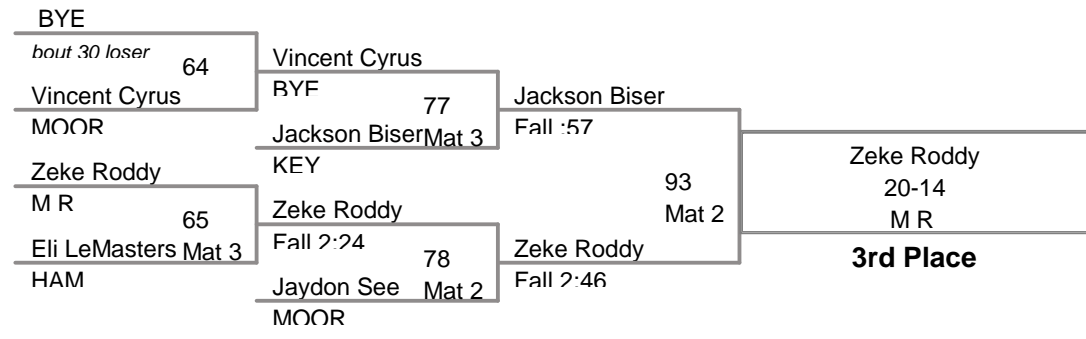 BYE
bout 30 loser
64
Vincent Cyrus
MOOR
Zeke Roddy
M R
65
Eli LeMasters Mat 3
HAM
Vincent Cyrus
BYE
77
Jackson Biser Mat 3
KEY
Zeke Roddy
Fall 2:24
78
Jaydon See Mat 2
MOOR
Jackson Biser
Fall :57
93
Mat 2
Zeke Roddy
Fall 2:46
Zeke Roddy
20-14
M R
3rd Place